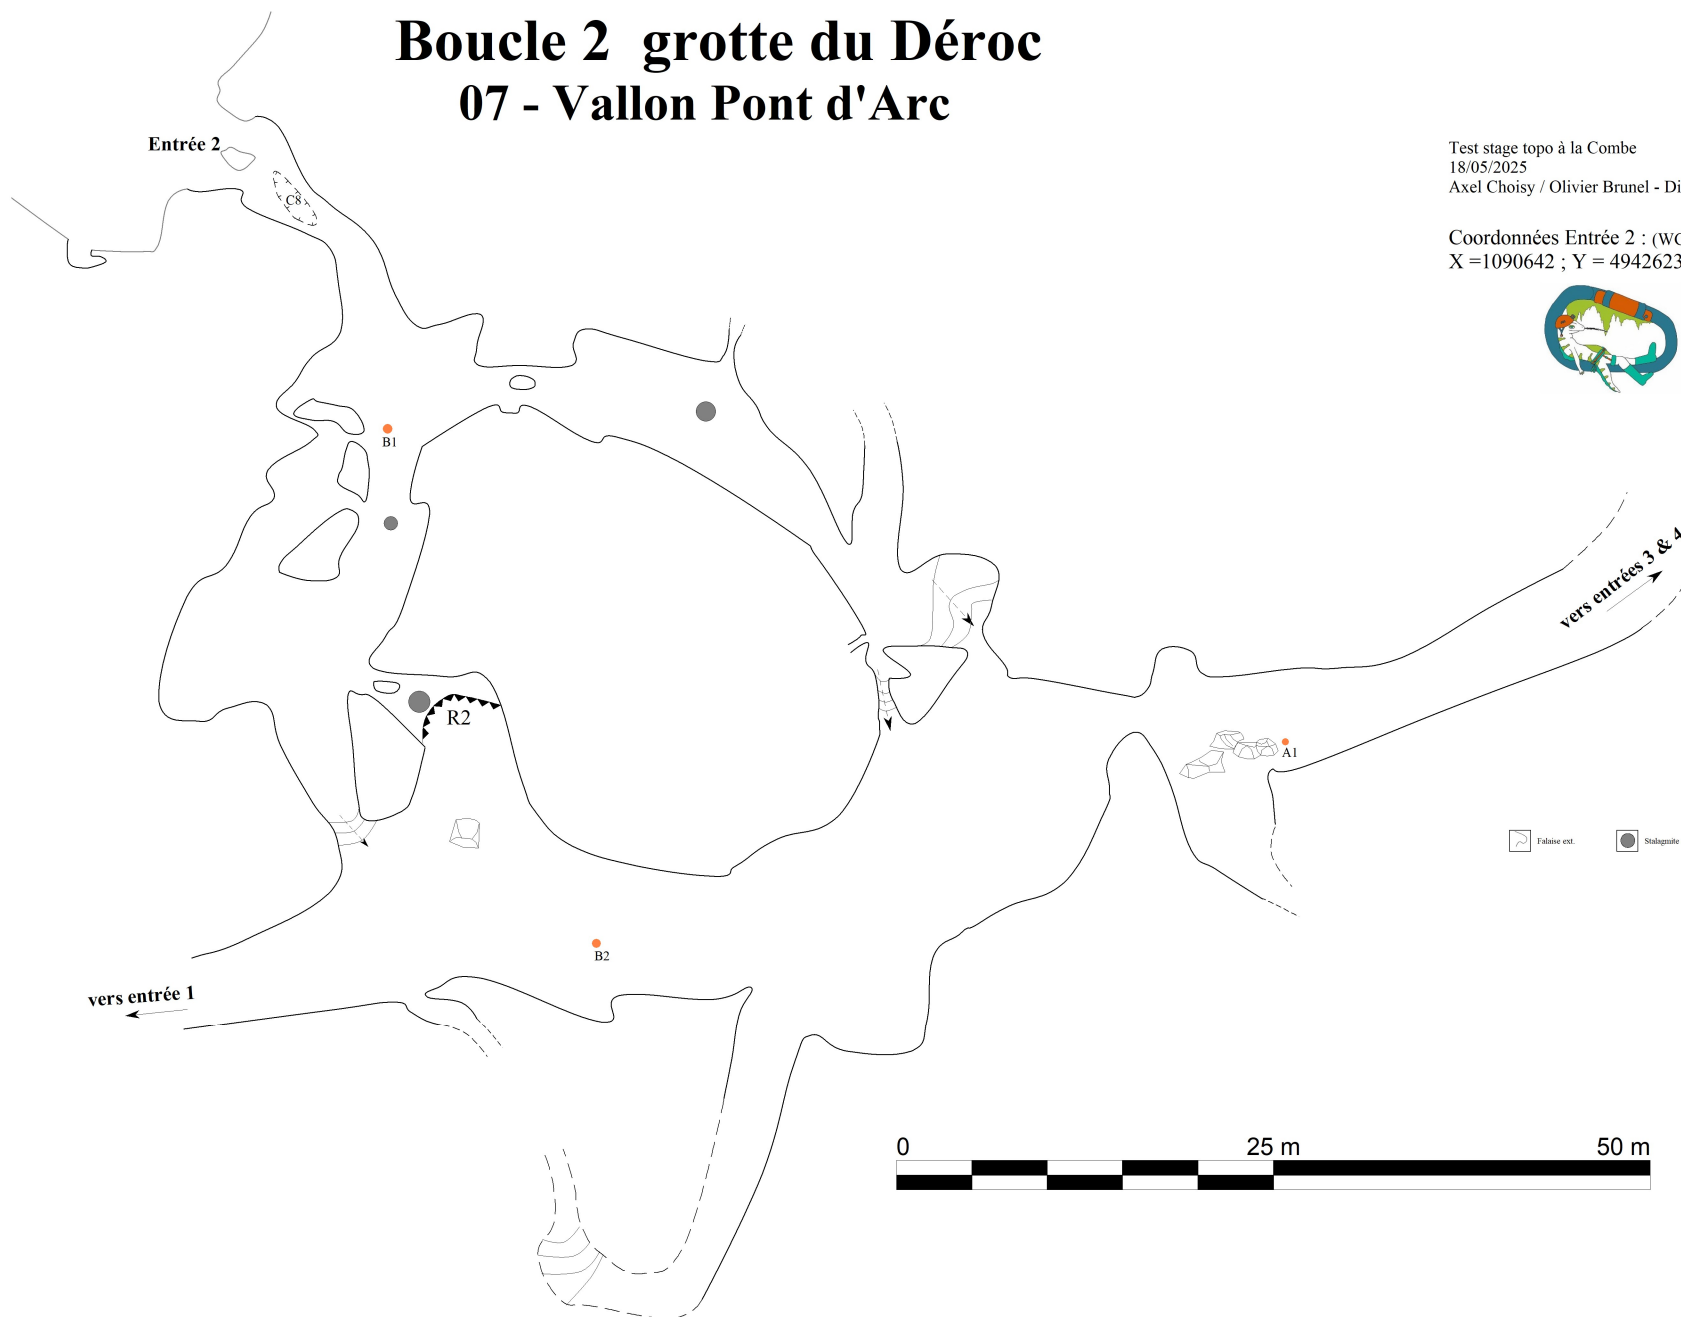 Boucle 2 grotte du Déroc
07 - Vallon Pont d'Arc
Entrée 2
Test stage topo à la Combe
18/05/2025
Axel Choisy / Olivier Brunel - Di
C8
Coordonnées Entrée 2 : (WG
X =1090642 ; Y = 4942623
B1
vers entrées 3 & 4
R2
A1
Falaise ext.
Stalagmite
B2
vers entrée 1
0 25 m 50 m